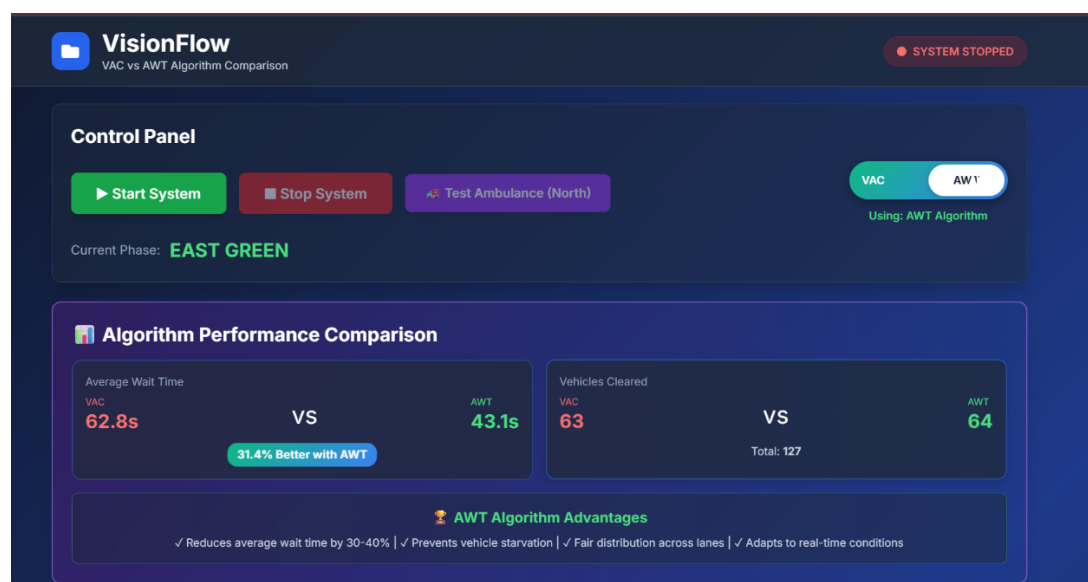 VisionFlow
VAC vs AWT Algorithm Comparison
SYSTEM STOPPED
Control Panel
▶ Start System
■ Stop System
🚑 Test Ambulance (North)
VAC
AWT
Using: AWT Algorithm
Current Phase: EAST GREEN
📊 Algorithm Performance Comparison
Average Wait Time
VAC
62.8s
VS
AWT
43.1s
31.4% Better with AWT
Vehicles Cleared
VAC
63
VS
AWT
64
Total: 127
🏆 AWT Algorithm Advantages
✓ Reduces average wait time by 30-40% | ✓ Prevents vehicle starvation | ✓ Fair distribution across lanes | ✓ Adapts to real-time conditions